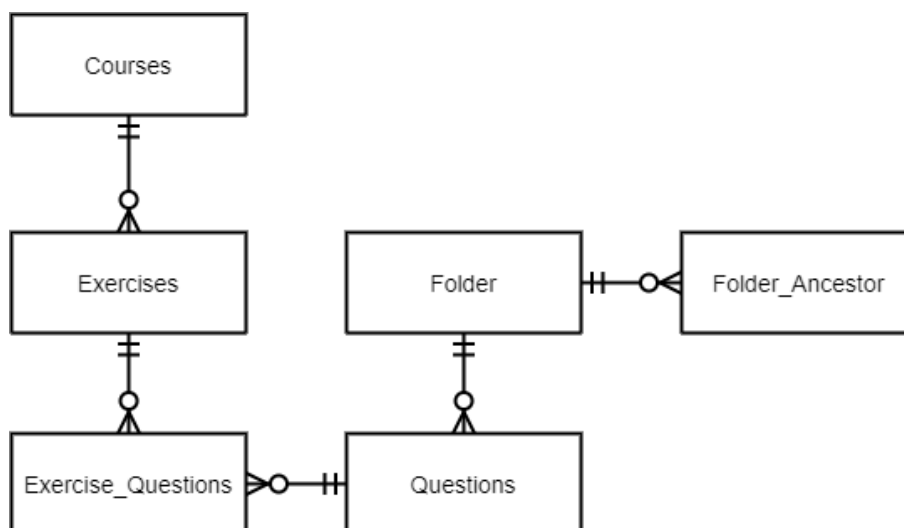 Courses
Exercises
Folder
Folder_Ancestor
Exercise_Questions
Questions